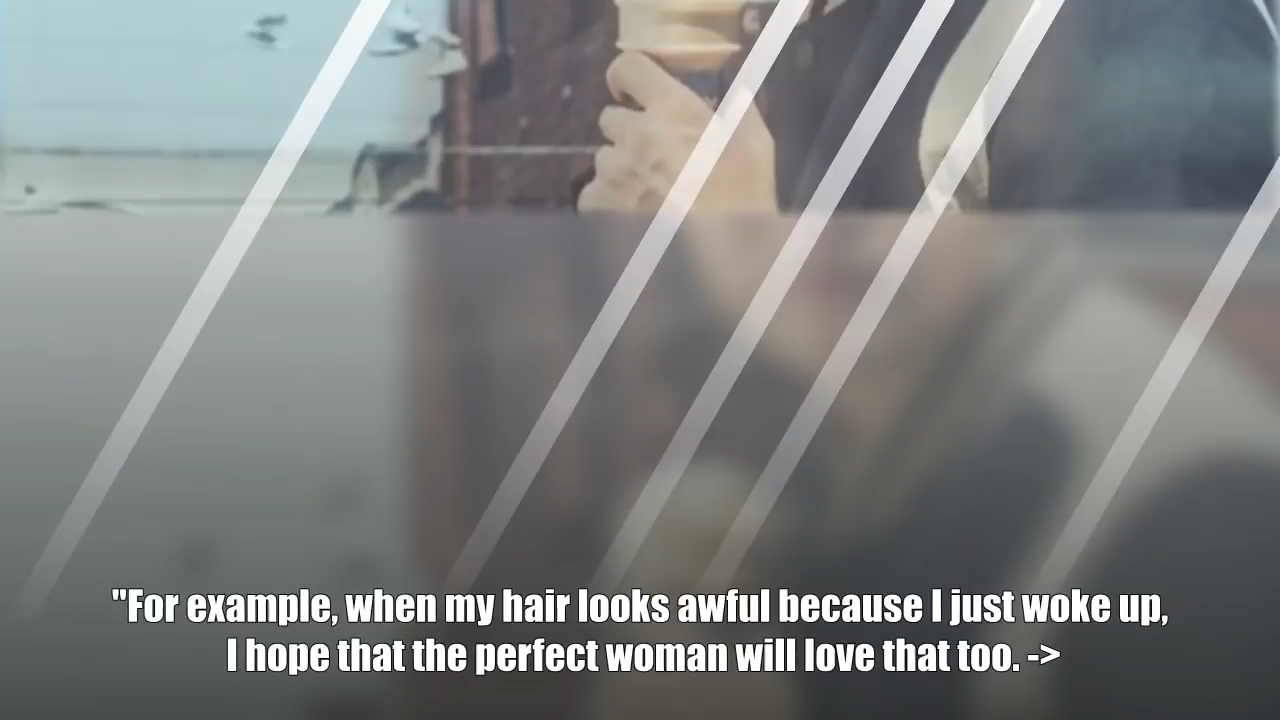 "For example, when my hair looks awful because I just woke up,
I hope that the perfect woman will love that too. ->